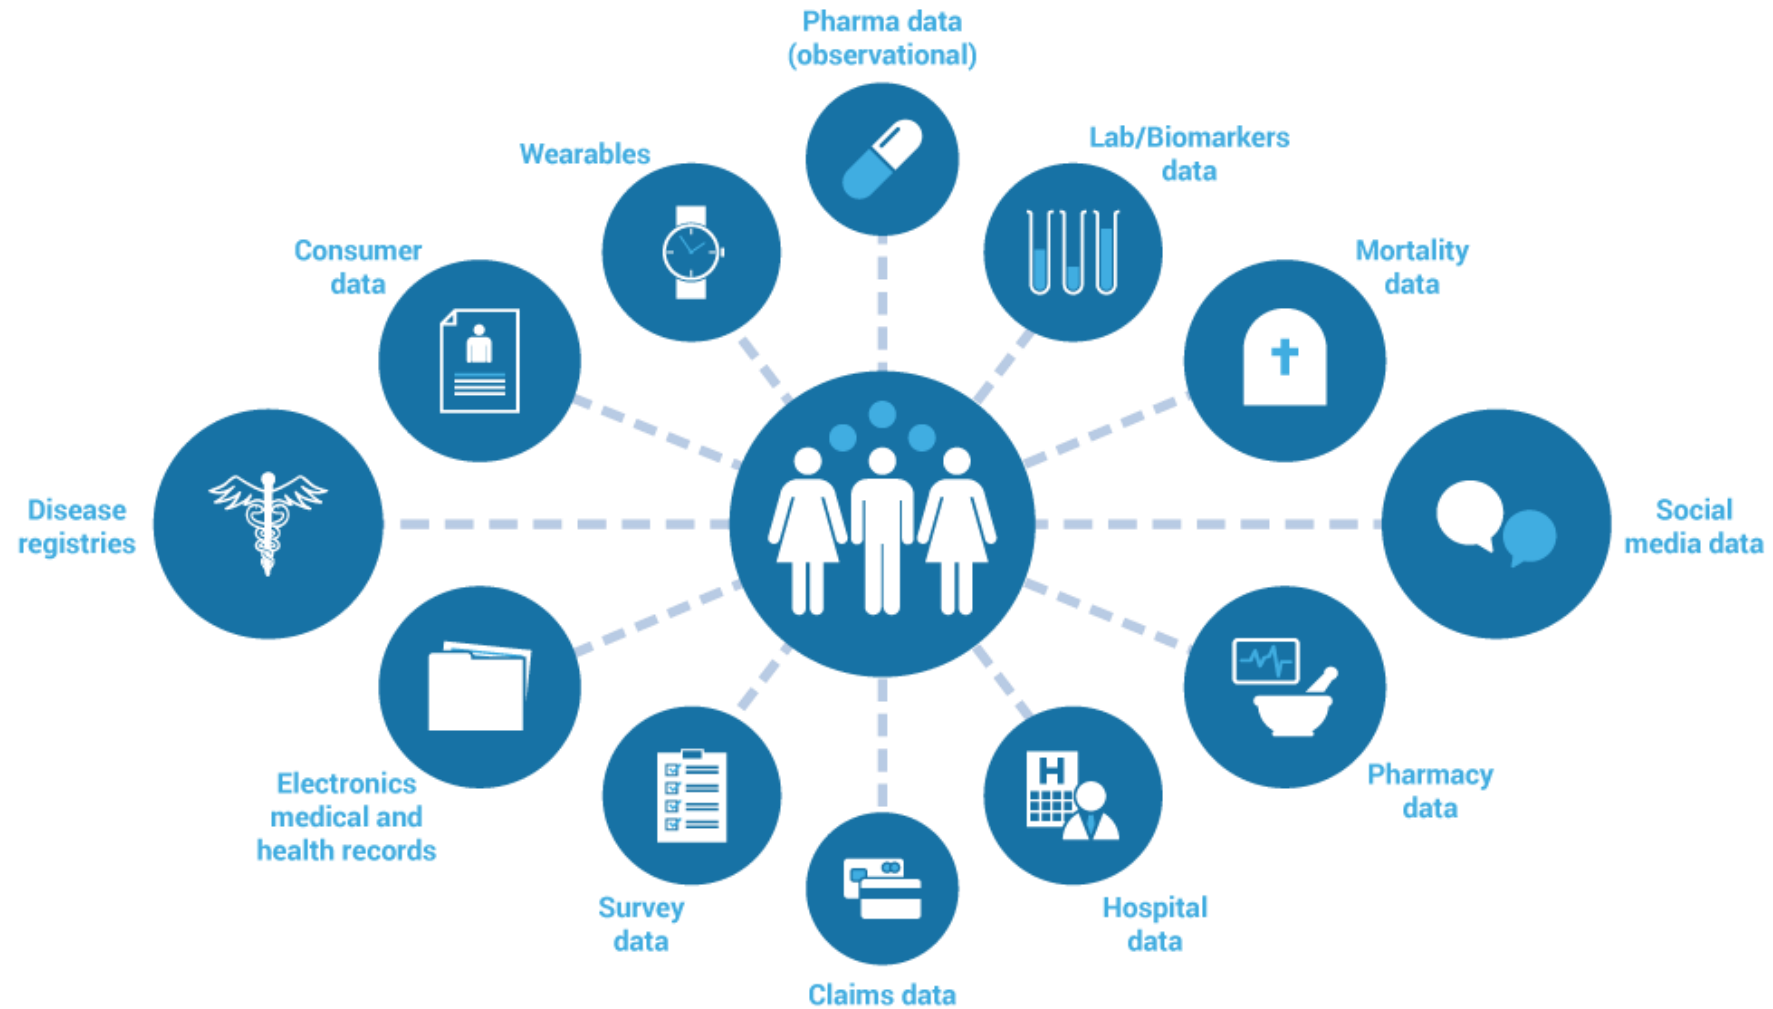 Pharma data
(observational)
Wearables
Lab/Biomarkers
data
Consumer
data
Mortality
data
Disease
registries
Social
media data
Electronics
medical and
health records
Pharmacy
data
Survey
data
H
Hospital
data
Claims data